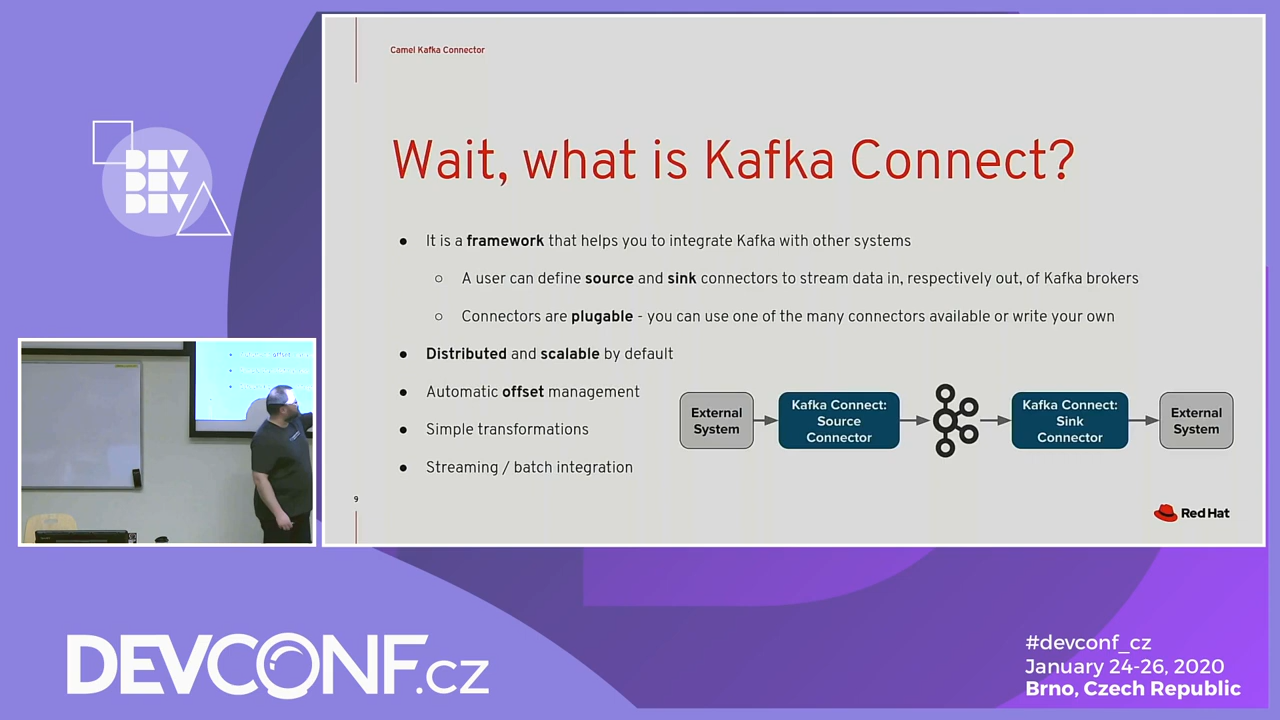 Camel Kafka Connector
Wait, what is Kafka Connect?
● It is a framework that helps you to integrate Kafka with other systems
○ A user can define source and sink connectors to stream data in, respectively out, of Kafka brokers
○ Connectors are plugable - you can use one of the many connectors available or write your own
● Distributed and scalable by default
● Automatic offset management
● Simple transformations
● Streaming / batch integration
External
System
Kafka Connect:
Source
Connector
Kafka Connect:
Sink
Connector
External
System
9
Red Hat
DEV
DEV
DEV
DEVCONF.cz
#devconf_cz
January 24-26, 2020
Brno, Czech Republic